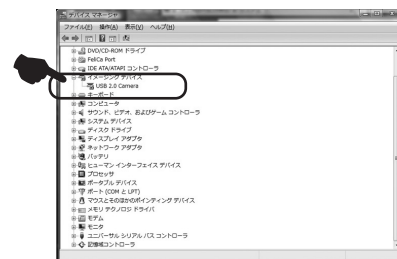 デバイス マネージャ
ファイル(F) 操作(A) 表示(V) ヘルプ(H)
DVD/CD-ROM ドライブ
FeliCa Port
IDE ATA/ATAPI コントローラ
イメージング デバイス
USB 2.0 Camera
キーボード
コンピュータ
サウンド、ビデオ、およびゲーム コントローラ
システム デバイス
ディスク ドライブ
ディスプレイ アダプタ
ネットワーク アダプタ
バッテリ
ヒューマン インターフェイス デバイス
プロセッサ
ポータブル デバイス
ポート (COM と LPT)
マウスとそのほかのポインティング デバイス
メモリ テクノロジ ドライバ
モデム
モニタ
ユニバーサル シリアル バス コントローラ
記憶域コントローラ